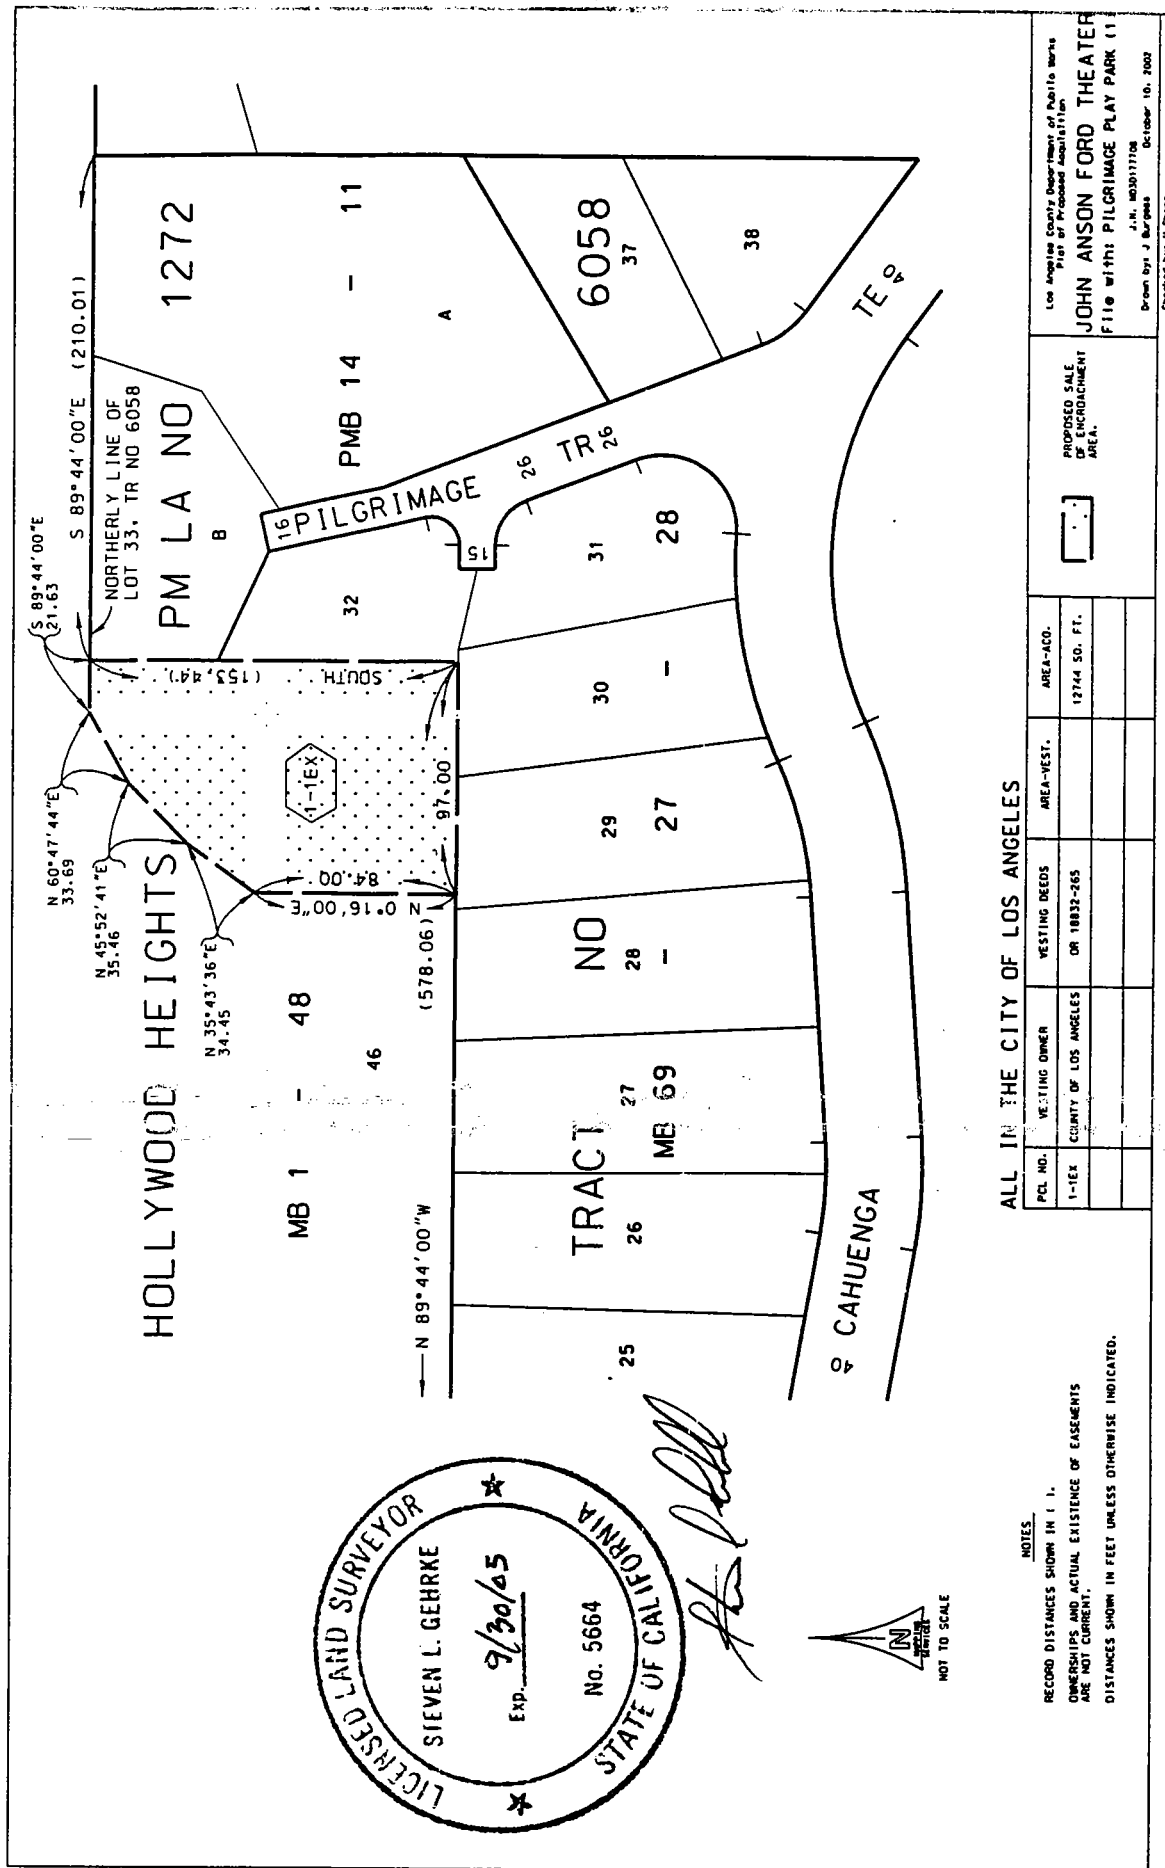 HOLLYWOOD HEIGHTS
MB 1 - 48
46
N 35°43'36"E
34.45
N 45°52'41"E
35.46
N 60°47'44"E
33.69
S 89°44'00"E
21.63
S 89°44'00"E (210.01)
NORTHERLY LINE OF
LOT 33, TR NO 6058
PM LA NO 1272
B
PMB 14 - 11
A
32
SOUTH
(153.44)
1-1EX
N 0°16'00"E
84.00
97.00
(578.06)
N 89°44'00"W
16
PILGRIMAGE
26
TR
26
15
6058
37
38
TE
40
TRACT NO
MB 69 - 27 - 28
25
26
27
28
29
30
31
40
CAHUENGA
LICENSED LAND SURVEYOR
STEVEN L. GEHRKE
Exp. 9/30/05
No. 5664
STATE OF CALIFORNIA
N
MAPPING
SERVICES
NOT TO SCALE
NOTES
RECORD DISTANCES SHOWN IN ( ).
OWNERSHIPS AND ACTUAL EXISTENCE OF EASEMENTS
ARE NOT CURRENT.
DISTANCES SHOWN IN FEET UNLESS OTHERWISE INDICATED.
ALL IN THE CITY OF LOS ANGELES
PCL NO. VESTING OWNER VESTING DEEDS AREA-VEST. AREA-ACQ.
1-1EX COUNTY OF LOS ANGELES OR 18832-265 12744 SQ. FT.
PROPOSED SALE
OF ENCROACHMENT
AREA.
Los Angeles County Department of Public Works
Plat of Proposed Acquisition
JOHN ANSON FORD THEATER
File with: PILGRIMAGE PLAY PARK (1)
J.N. M03D177706
Drawn by: J Burgess October 10, 2002